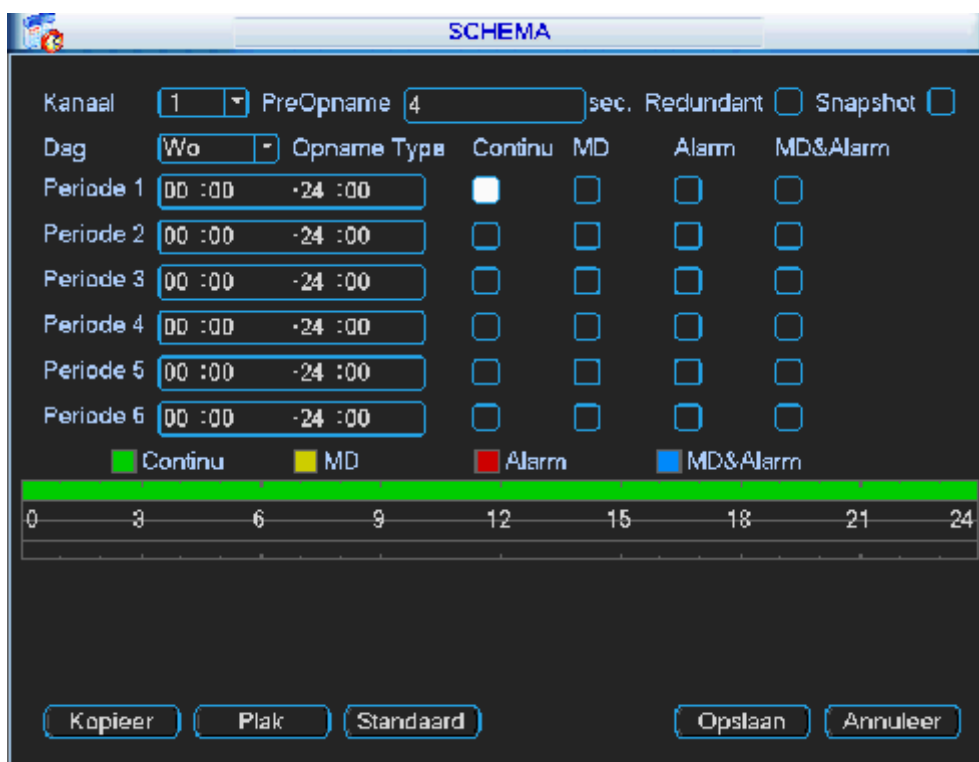 SCHEMA
Kanaal 1 PreOpname 4 sec. Redundant Snapshot
Dag Wo Opname Type Continu MD Alarm MD&Alarm
Periode 1 00 :00 -24 :00
Periode 2 00 :00 -24 :00
Periode 3 00 :00 -24 :00
Periode 4 00 :00 -24 :00
Periode 5 00 :00 -24 :00
Periode 6 00 :00 -24 :00
Continu MD Alarm MD&Alarm
0 3 6 9 12 15 18 21 24
Kopieer Plak Standaard Opslaan Annuleer